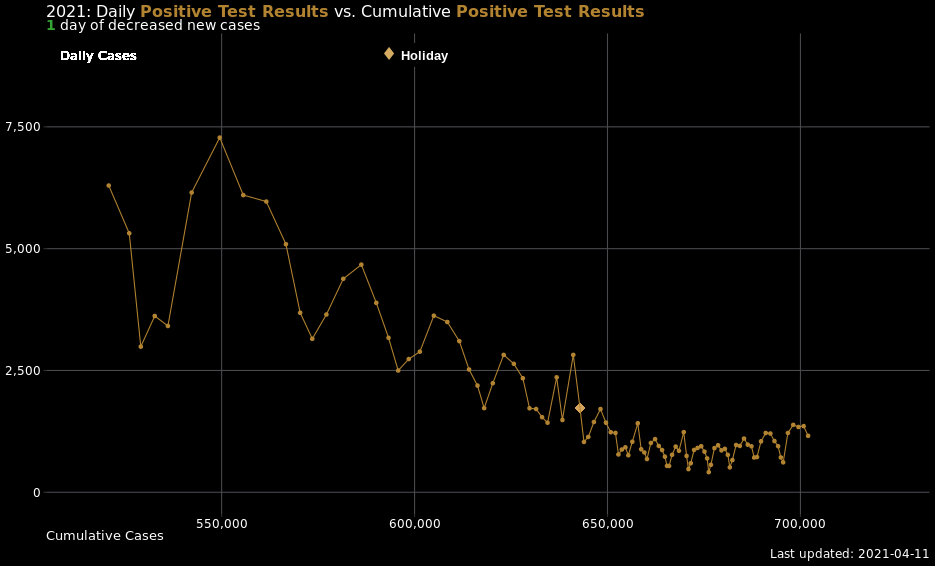 2021: Daily Positive Test Results vs. Cumulative Positive Test Results
1 day of decreased new cases
Daily Cases
Holiday
7,500
5,000
2,500
0
550,000
600,000
650,000
700,000
Cumulative Cases
Last updated: 2021-04-11